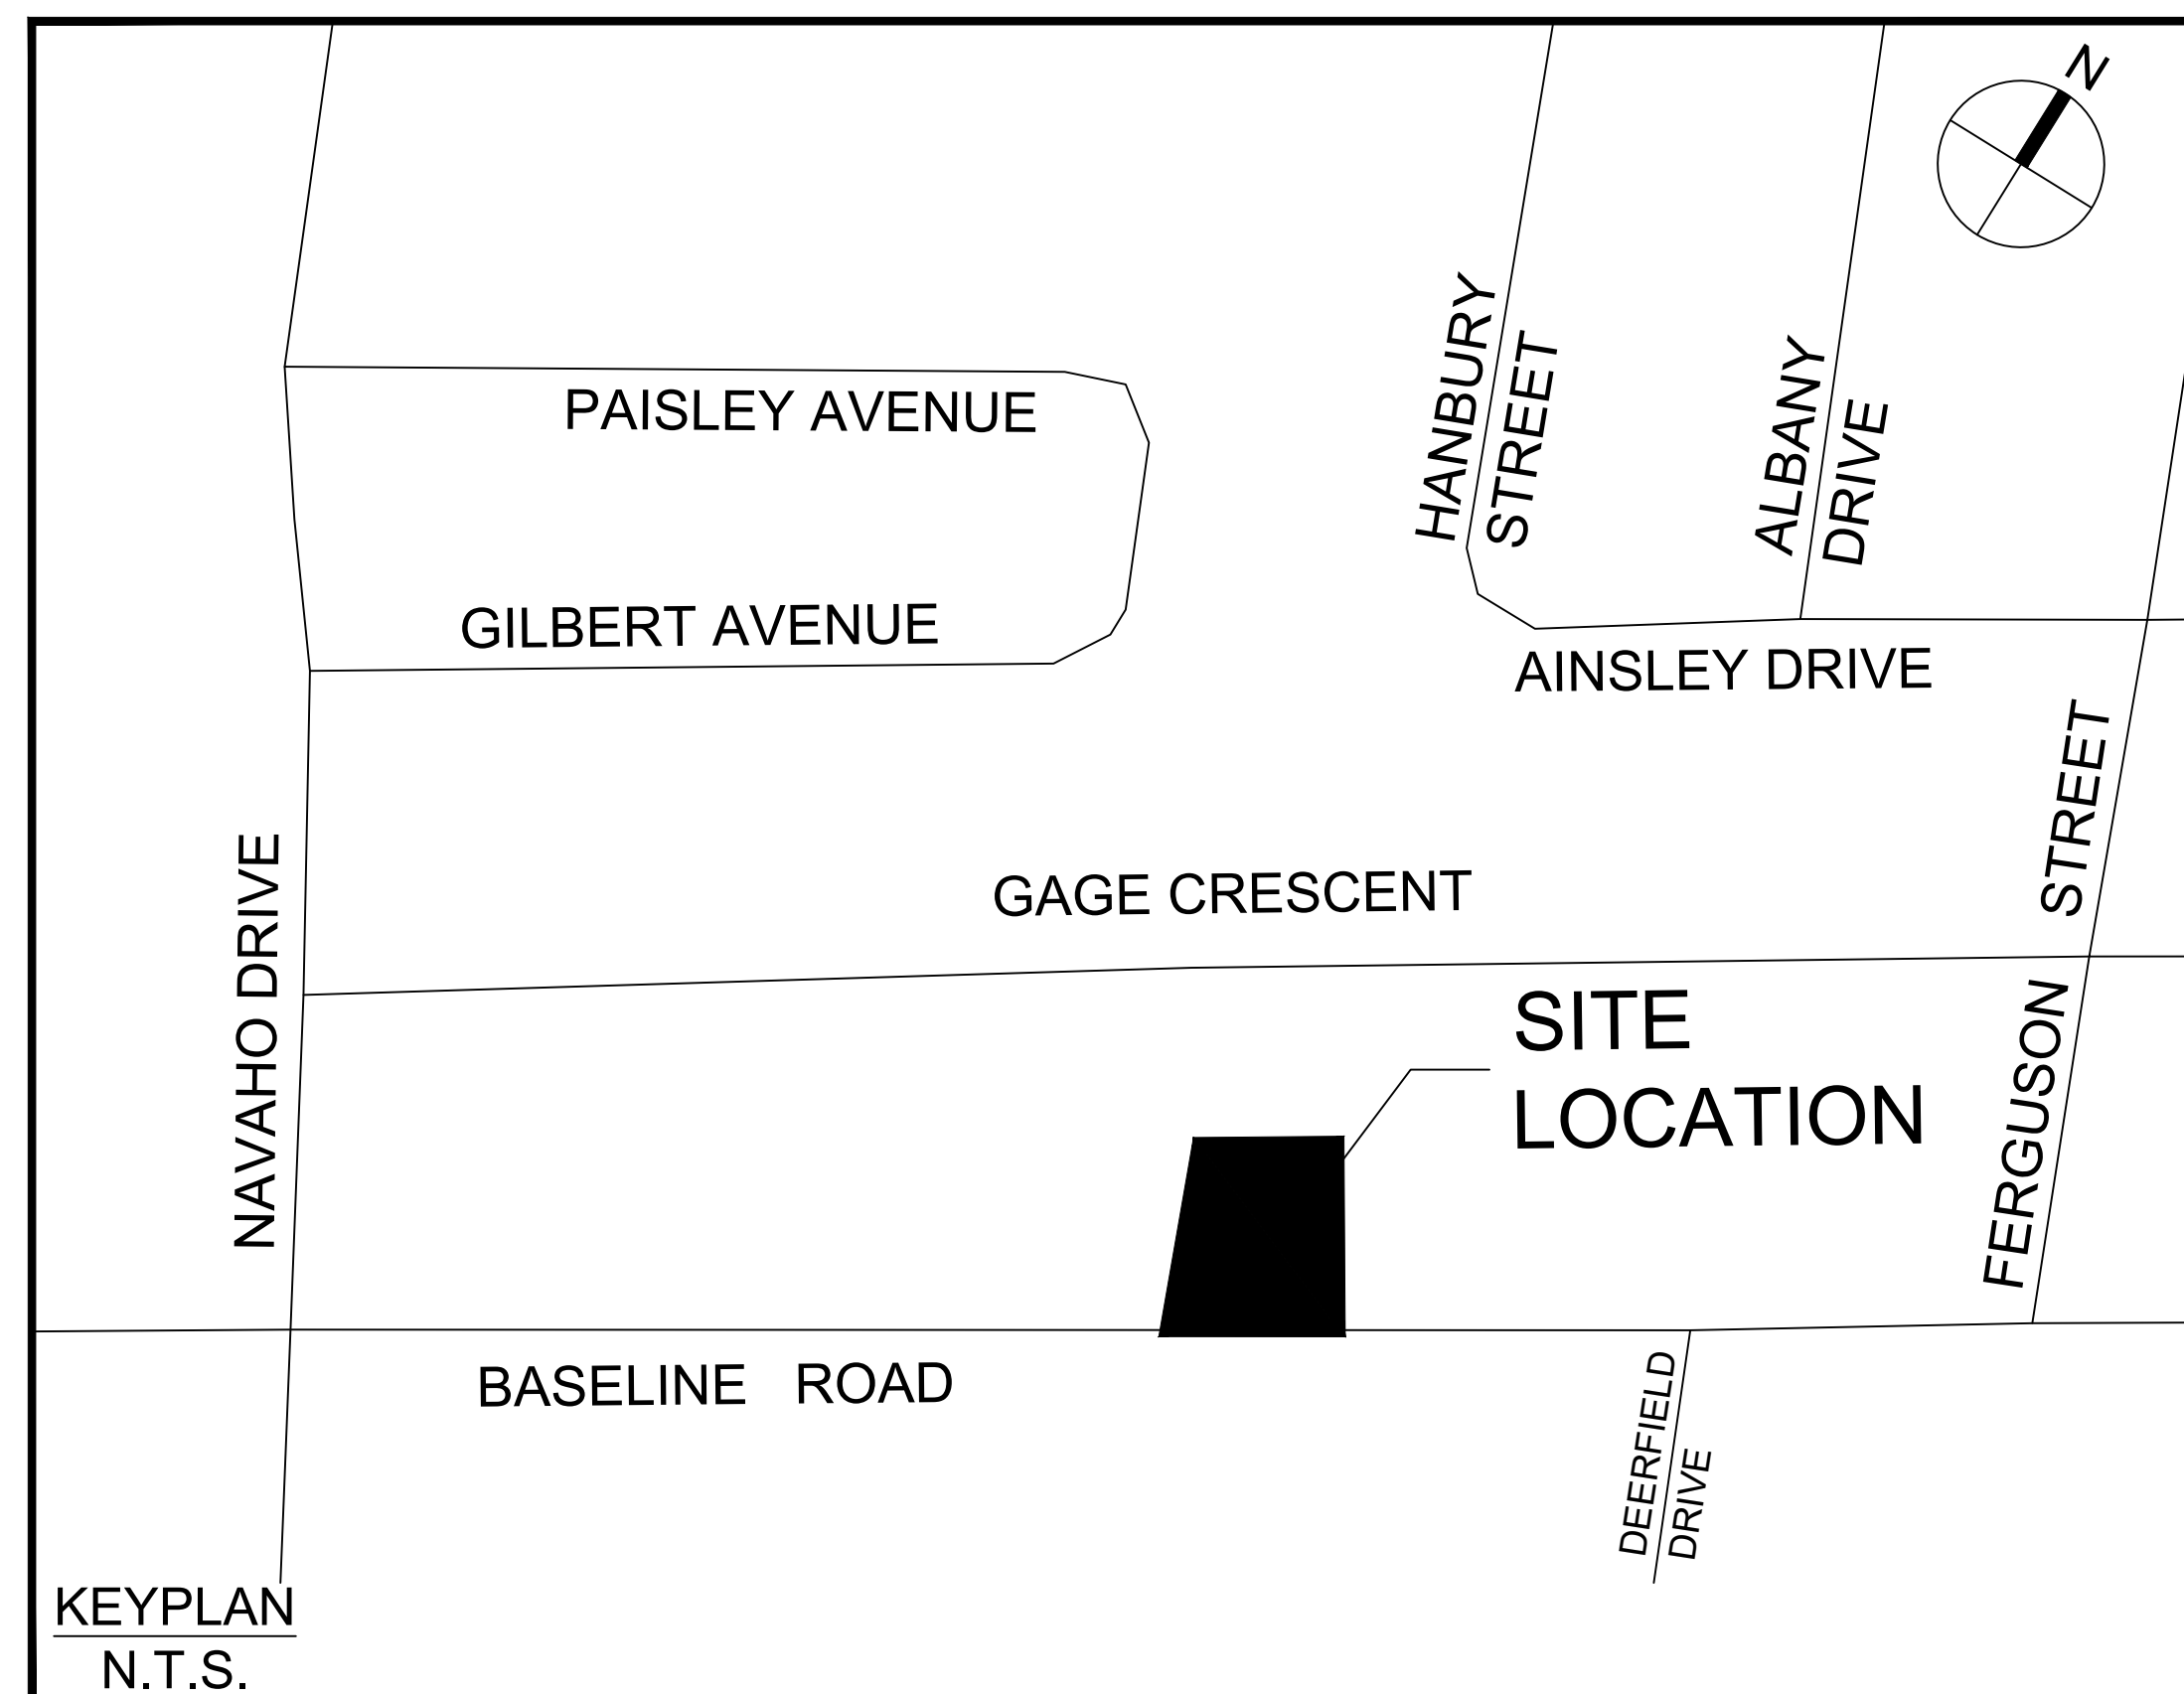 N
HANBURY
STREET
ALBANY
DRIVE
PAISLEY AVENUE
GILBERT AVENUE
AINSLEY DRIVE
FERGUSON STREET
GAGE CRESCENT
NAVAHO DRIVE
SITE
LOCATION
BASELINE ROAD
DEERFIELD
DRIVE
KEYPLAN
N.T.S.